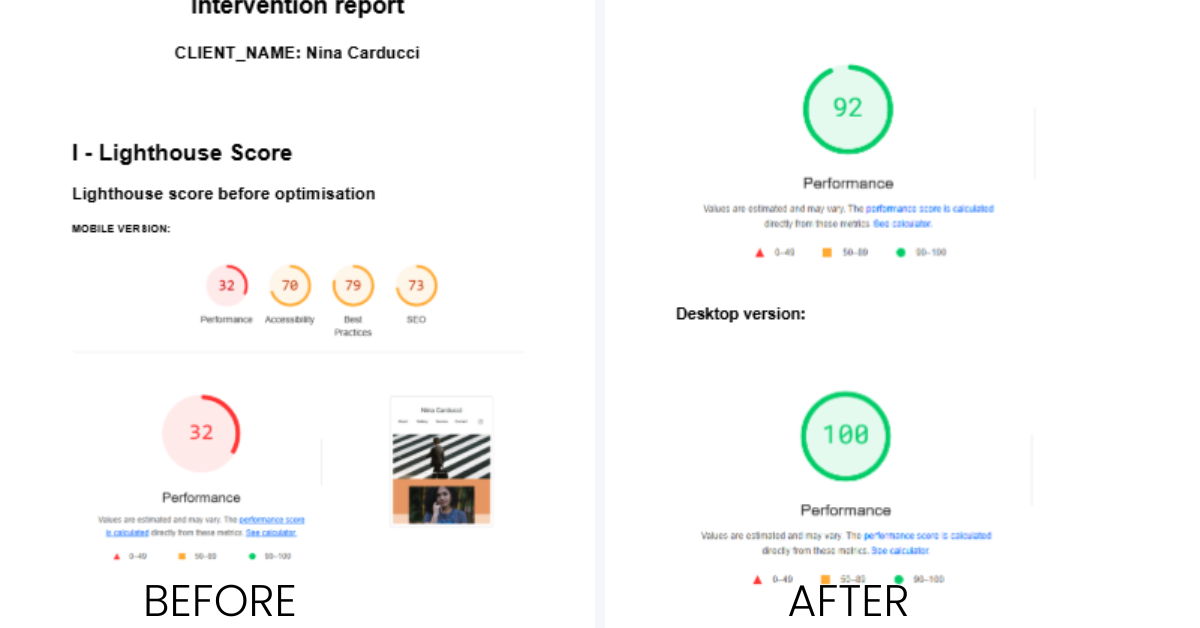 Intervention report
CLIENT_NAME: Nina Carducci
I - Lighthouse Score
Lighthouse score before optimisation
MOBILE VERSION:
32
70
79
73
Performance
Accessibility
Best
Practices
SEO
32
Performance
Values are estimated and may vary. The performance score
is calculated directly from these metrics. See calculator.
0–49
50–89
90–100
Nina Carducci
About
Gallery
Services
Contact
BEFORE
92
Performance
Values are estimated and may vary. The performance score is calculated
directly from these metrics. See calculator.
0–49
50–89
90–100
Desktop version:
100
Performance
Values are estimated and may vary. The performance score is calculated
directly from these metrics. See calculator.
0–49
50–89
90–100
AFTER